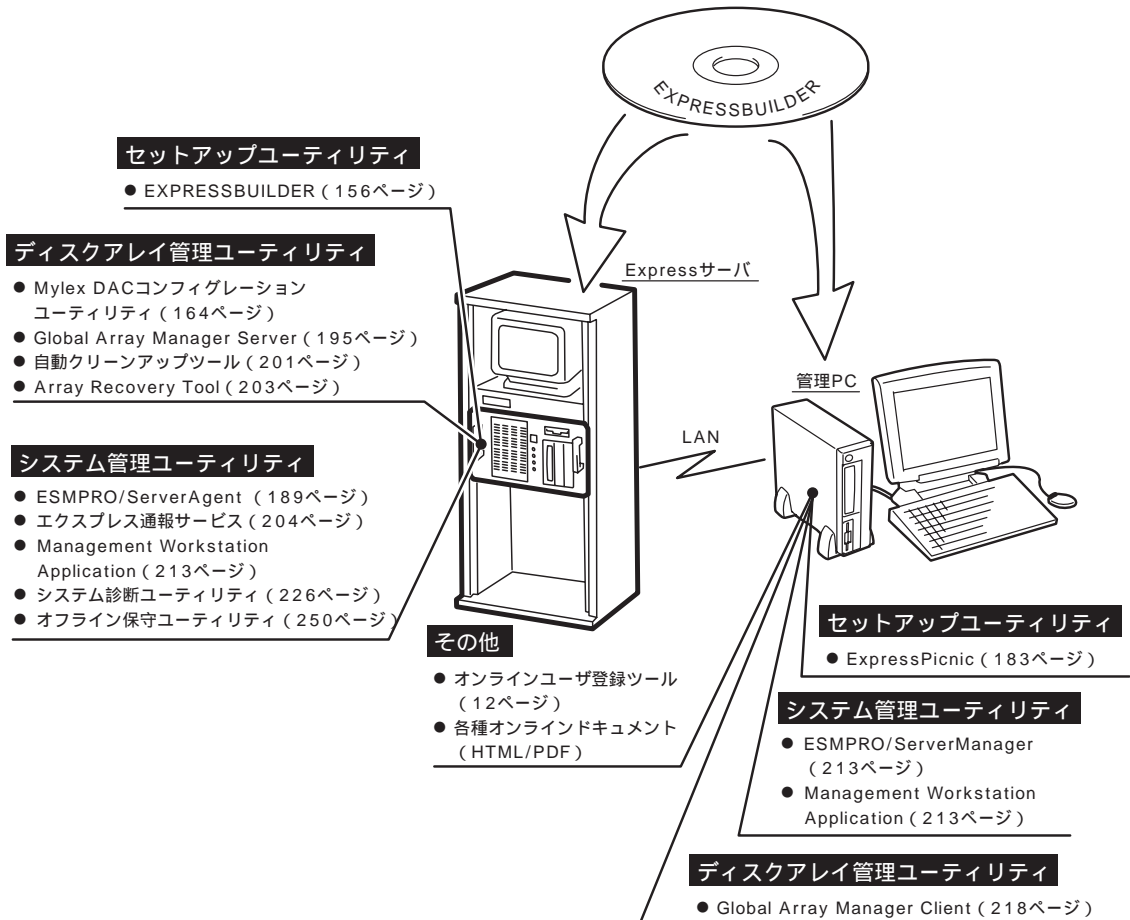 EXPRESSBUILDER
セットアップユーティリティ
● EXPRESSBUILDER（156ページ）
ディスクアレイ管理ユーティリティ
● Mylex DACコンフィグレーション
ユーティリティ（164ページ）
● Global Array Manager Server（195ページ）
● 自動クリーンアップツール（201ページ）
● Array Recovery Tool（203ページ）
システム管理ユーティリティ
● ESMPRO/ServerAgent （189ページ）
● エクスプレス通報サービス（204ページ）
● Management Workstation
Application（213ページ）
● システム診断ユーティリティ（226ページ）
● オフライン保守ユーティリティ（250ページ）
Expressサーバ
管理PC
LAN
その他
● オンラインユーザ登録ツール
（12ページ）
● 各種オンラインドキュメント
（HTML/PDF）
セットアップユーティリティ
● ExpressPicnic（183ページ）
システム管理ユーティリティ
● ESMPRO/ServerManager
（213ページ）
● Management Workstation
Application（213ページ）
ディスクアレイ管理ユーティリティ
● Global Array Manager Client（218ページ）